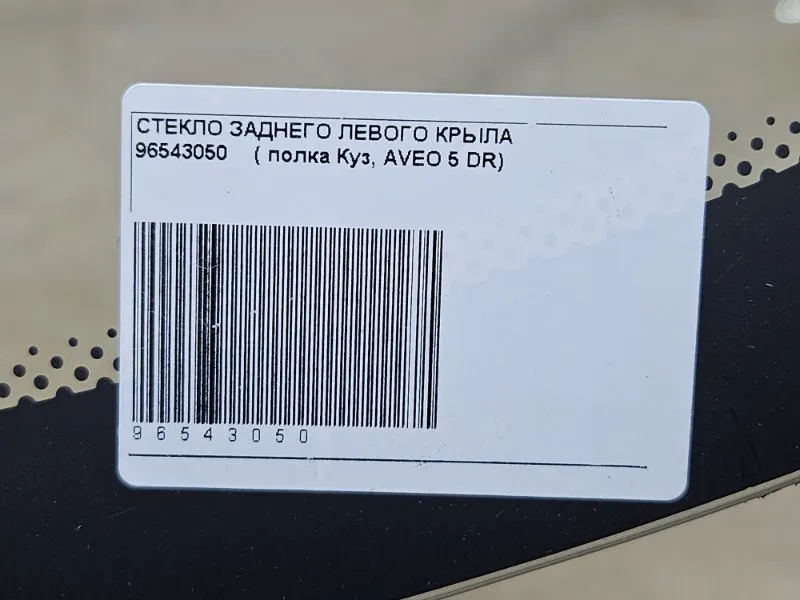 СТЕКЛО ЗАДНЕГО ЛЕВОГО КРЫЛА
96543050 ( полка Куз, AVEO 5 DR)
96543050